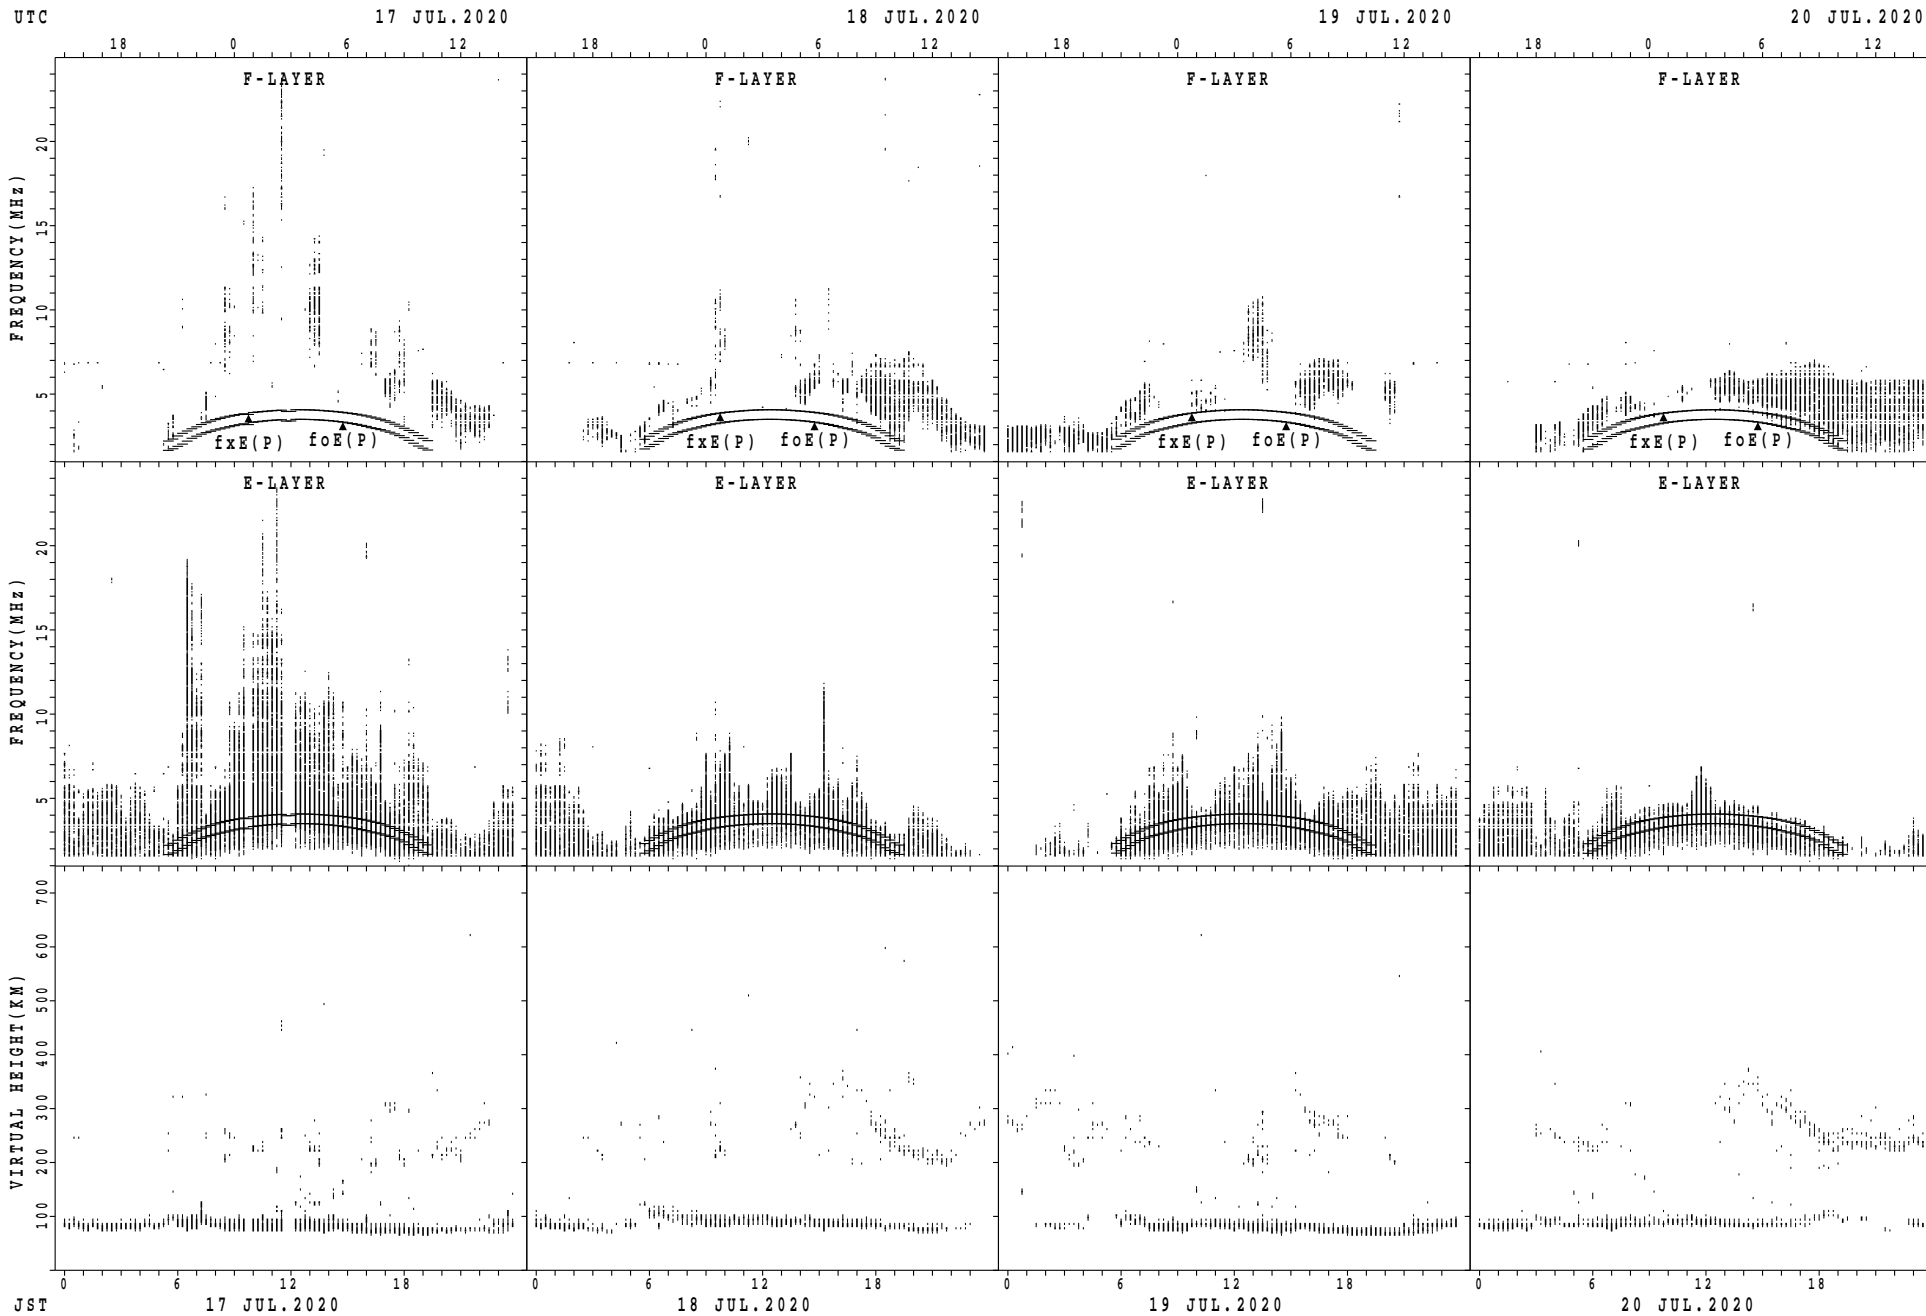 UTC 17 JUL.2020 18 JUL.2020 19 JUL.2020 20 JUL.2020
18 0 6 12 18 0 6 12 18 0 6 12 18 0 6 12
F-LAYER F-LAYER F-LAYER F-LAYER
FREQUENCY(MHz)
20
15
10
5
fxE(P) foE(P) fxE(P) foE(P) fxE(P) foE(P) fxE(P) foE(P)
E-LAYER E-LAYER E-LAYER E-LAYER
FREQUENCY(MHz)
20
15
10
5
VIRTUAL HEIGHT(KM)
700
600
500
400
300
200
100
0 6 12 18 0 6 12 18 0 6 12 18 0 6 12 18
JST 17 JUL.2020 18 JUL.2020 19 JUL.2020 20 JUL.2020